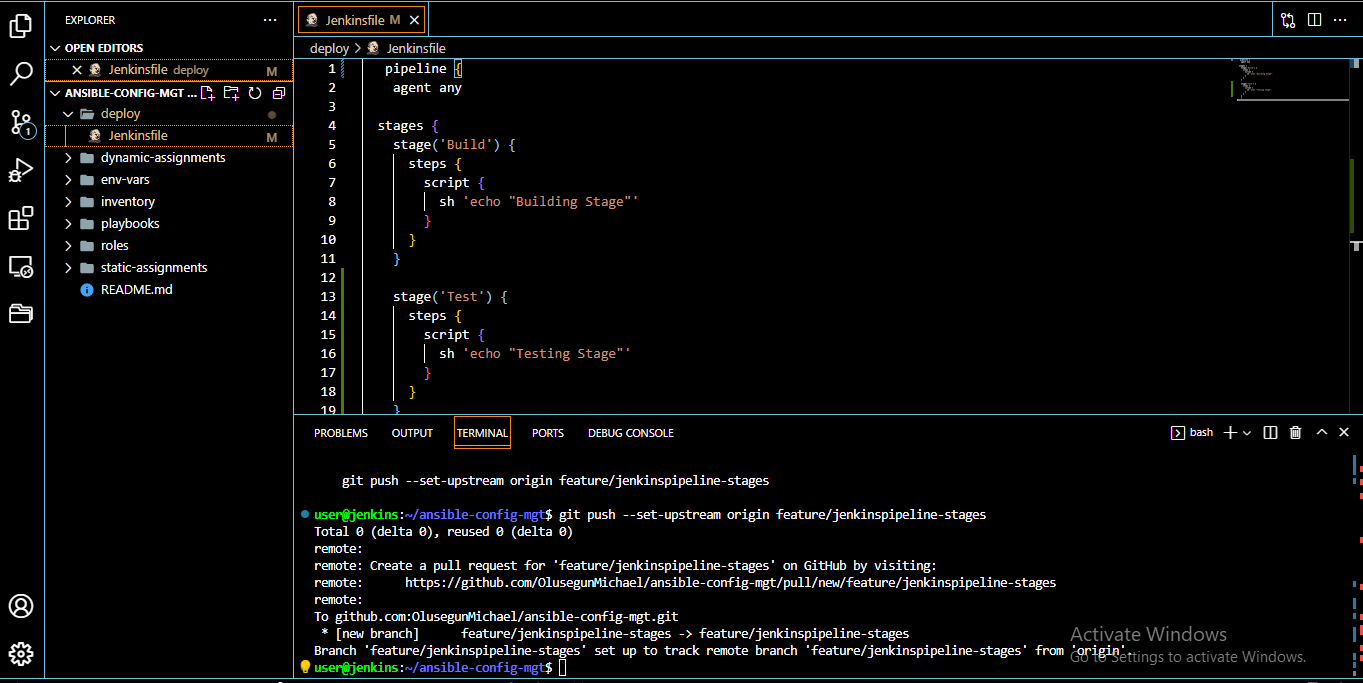 EXPLORER
OPEN EDITORS
Jenkinsfile deploy M
ANSIBLE-CONFIG-MGT ...
deploy
Jenkinsfile M
dynamic-assignments
env-vars
inventory
playbooks
roles
static-assignments
README.md
1
Jenkinsfile M
deploy > Jenkinsfile
1 pipeline {
2 agent any
3
4 stages {
5 stage('Build') {
6 steps {
7 script {
8 sh 'echo "Building Stage"'
9 }
10 }
11 }
12
13 stage('Test') {
14 steps {
15 script {
16 sh 'echo "Testing Stage"'
17 }
18 }
19 }
PROBLEMS OUTPUT TERMINAL PORTS DEBUG CONSOLE bash
git push --set-upstream origin feature/jenkinspipeline-stages
user@jenkins:~/ansible-config-mgt$ git push --set-upstream origin feature/jenkinspipeline-stages
Total 0 (delta 0), reused 0 (delta 0)
remote:
remote: Create a pull request for 'feature/jenkinspipeline-stages' on GitHub by visiting:
remote: https://github.com/OlusegunMichael/ansible-config-mgt/pull/new/feature/jenkinspipeline-stages
remote:
To github.com:OlusegunMichael/ansible-config-mgt.git
* [new branch] feature/jenkinspipeline-stages -> feature/jenkinspipeline-stages
Branch 'feature/jenkinspipeline-stages' set up to track remote branch 'feature/jenkinspipeline-stages' from 'origin'.
user@jenkins:~/ansible-config-mgt$
Activate Windows
Go to Settings to activate Windows.